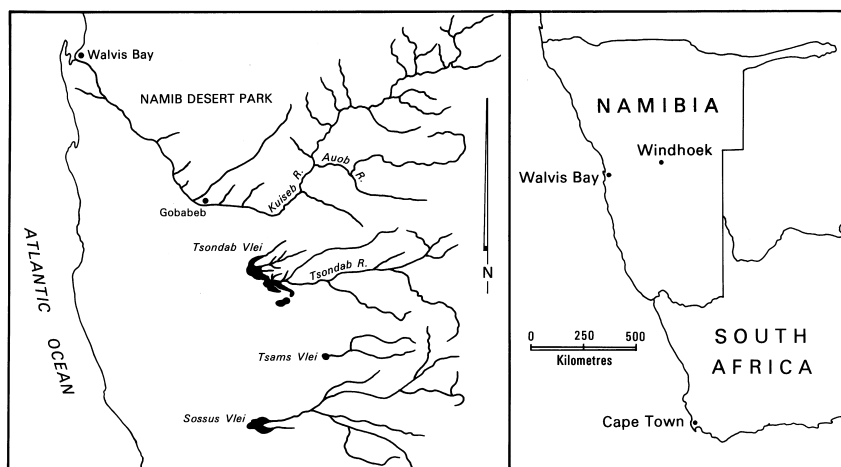 Walvis Bay
NAMIB DESERT PARK
Auob R.
Kuiseb R.
Gobabeb
Tsondab Vlei
Tsondab R.
N
ATLANTIC OCEAN
Tsams Vlei
Sossus Vlei
NAMIBIA
Windhoek
Walvis Bay
0 250 500
Kilometres
SOUTH
AFRICA
Cape Town